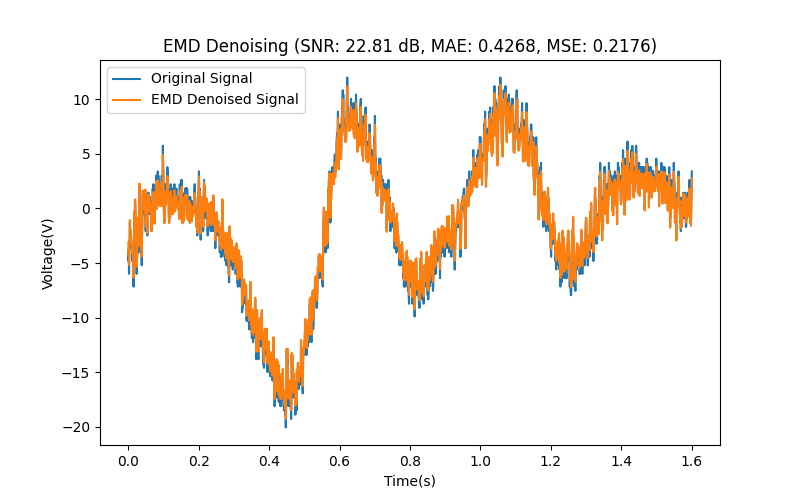 EMD Denoising (SNR: 22.81 dB, MAE: 0.4268, MSE: 0.2176)
Original Signal
EMD Denoised Signal
10
5
0
−5
−10
−15
−20
Voltage(V)
0.0 0.2 0.4 0.6 0.8 1.0 1.2 1.4 1.6
Time(s)